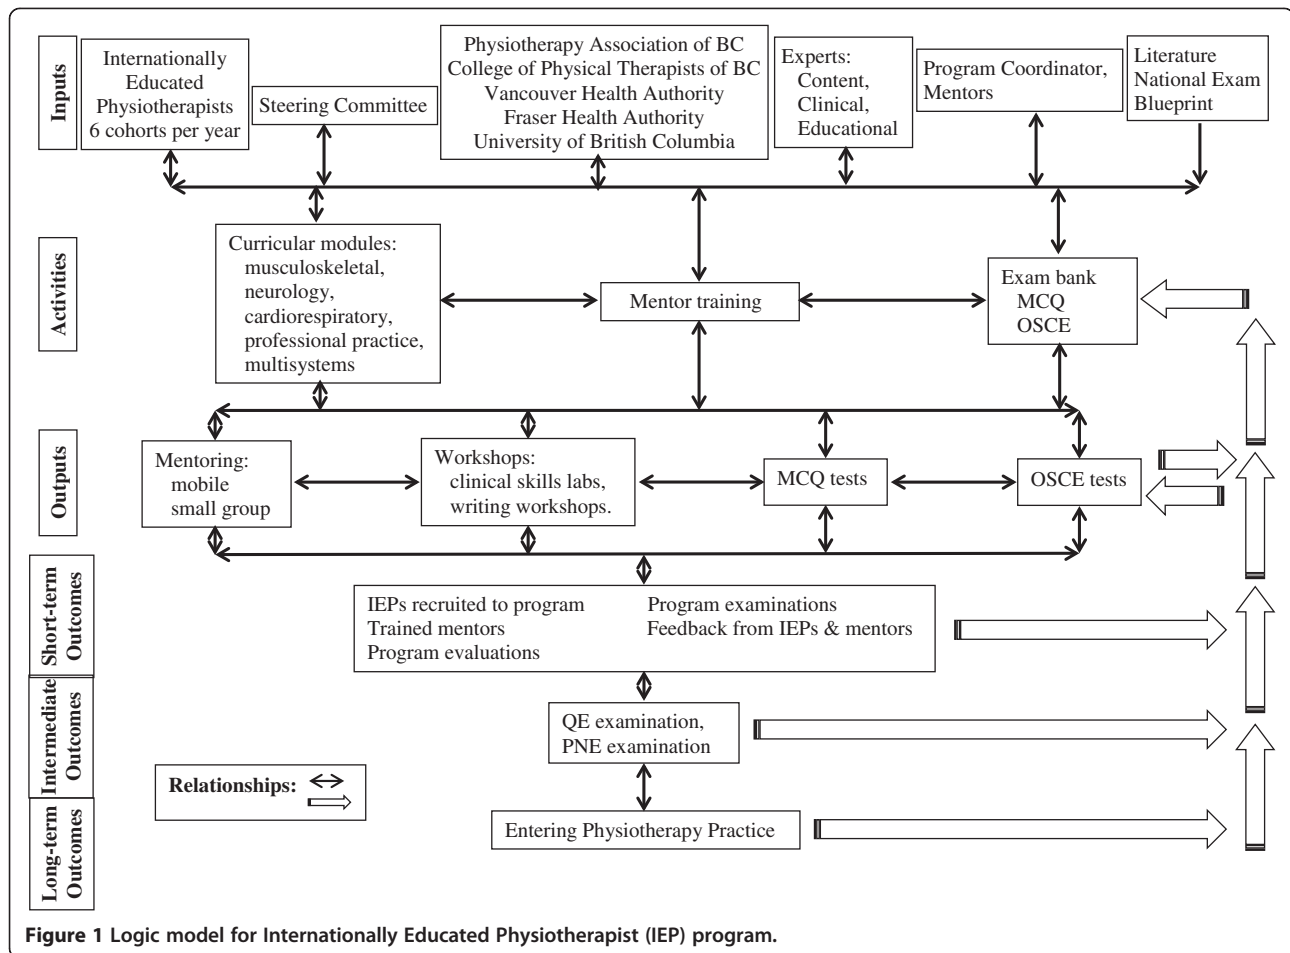 Inputs
Internationally
Educated
Physiotherapists
6 cohorts per year
Steering Committee
Physiotherapy Association of BC
College of Physical Therapists of BC
Vancouver Health Authority
Fraser Health Authority
University of British Columbia
Experts:
Content,
Clinical,
Educational
Program Coordinator,
Mentors
Literature
National Exam
Blueprint
Activities
Curricular modules:
musculoskeletal,
neurology,
cardiorespiratory,
professional practice,
multisystems
Mentor training
Exam bank
MCQ
OSCE
Outputs
Mentoring:
mobile
small group
Workshops:
clinical skills labs,
writing workshops.
MCQ tests
OSCE tests
Short-term
Outcomes
IEPs recruited to program
Trained mentors
Program evaluations
Program examinations
Feedback from IEPs & mentors
Intermediate
Outcomes
QE examination,
PNE examination
Relationships:
Long-term
Outcomes
Entering Physiotherapy Practice
Figure 1 Logic model for Internationally Educated Physiotherapist (IEP) program.